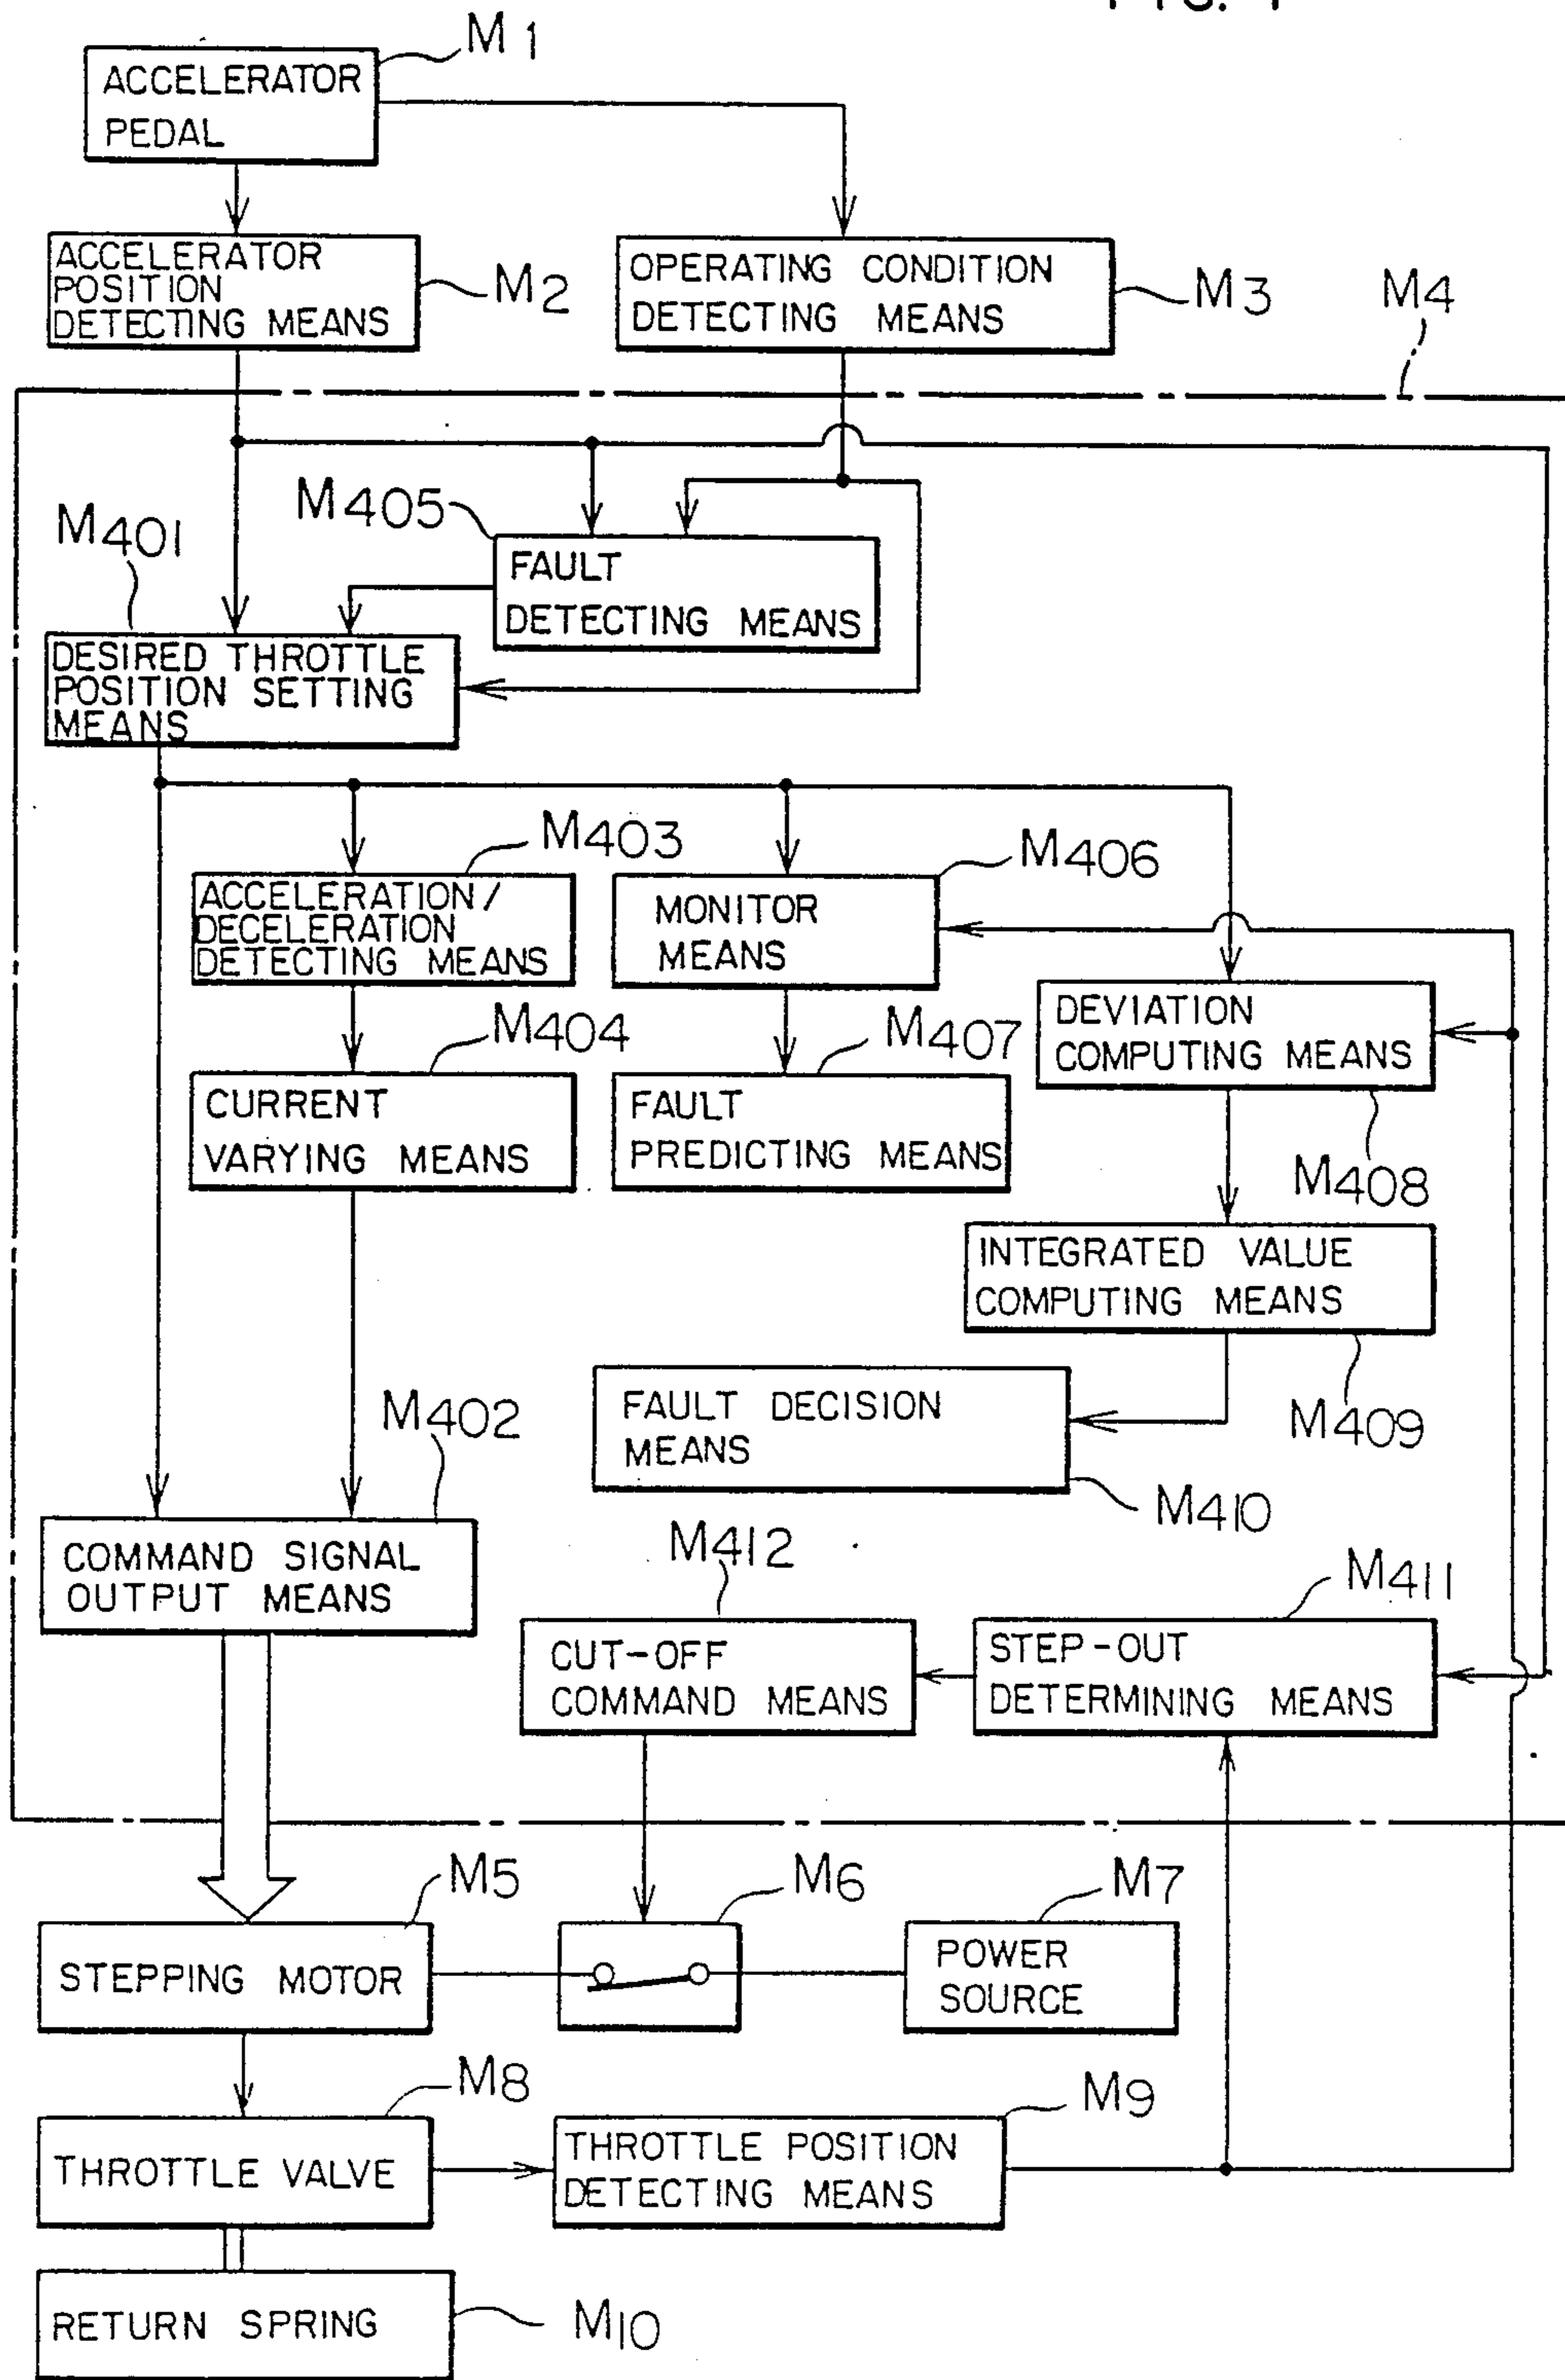 M1
ACCELERATOR
PEDAL
ACCELERATOR
POSITION
DETECTING MEANS
M2
OPERATING CONDITION
DETECTING MEANS
M3
M4
M405
M401
FAULT
DETECTING MEANS
DESIRED THROTTLE
POSITION SETTING
MEANS
M403
M406
ACCELERATION/
DECELERATION
DETECTING MEANS
MONITOR
MEANS
DEVIATION
COMPUTING MEANS
M404
M407
CURRENT
VARYING MEANS
FAULT
PREDICTING MEANS
M408
INTEGRATED VALUE
COMPUTING MEANS
M409
FAULT DECISION
MEANS
M402
M410
COMMAND SIGNAL
OUTPUT MEANS
M412
M411
CUT-OFF
COMMAND MEANS
STEP-OUT
DETERMINING MEANS
M5
M6
M7
STEPPING MOTOR
POWER
SOURCE
M8
M9
THROTTLE VALVE
THROTTLE POSITION
DETECTING MEANS
RETURN SPRING
M10